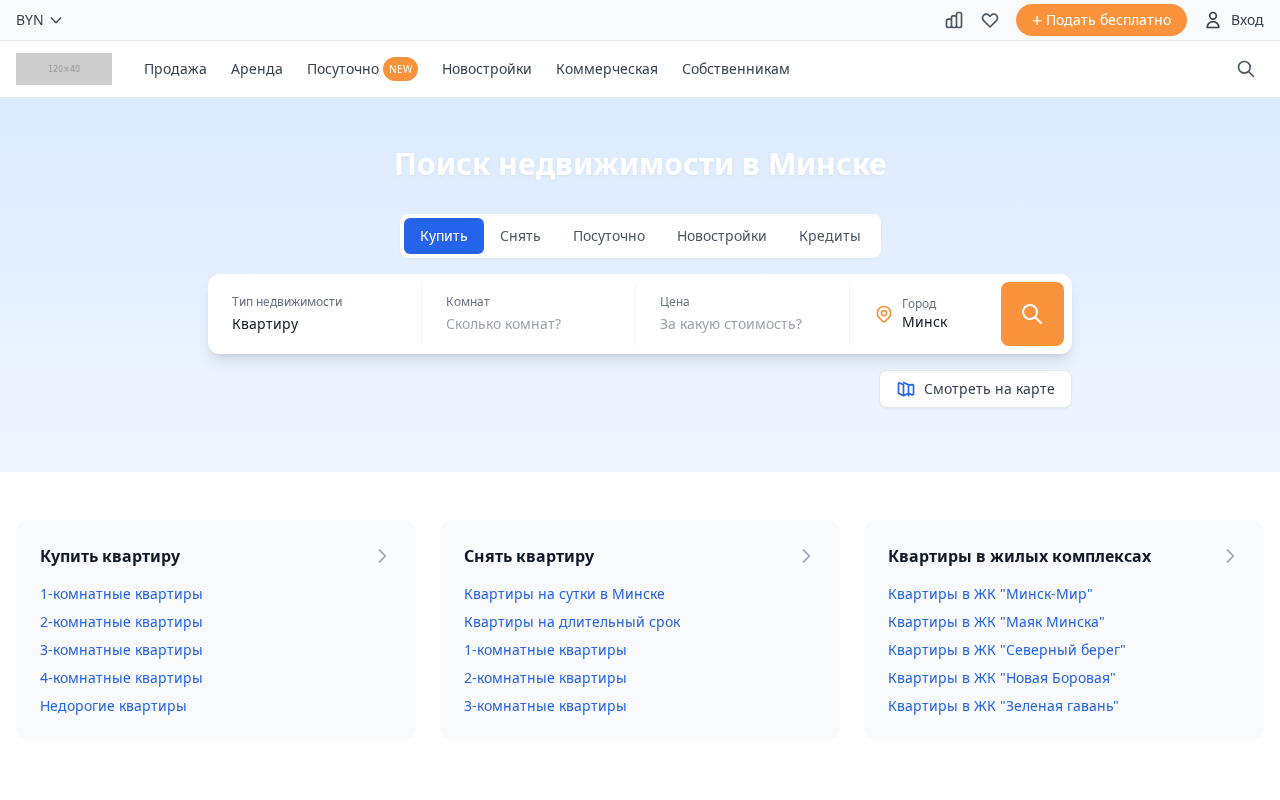 BYN
+ Подать бесплатно
Вход
120×40
Продажа
Аренда
Посуточно NEW
Новостройки
Коммерческая
Собственникам
Поиск недвижимости в Минске
Купить
Снять
Посуточно
Новостройки
Кредиты
Тип недвижимости
Квартиру
Комнат
Сколько комнат?
Цена
За какую стоимость?
Город
Минск
Смотреть на карте
Купить квартиру
1-комнатные квартиры
2-комнатные квартиры
3-комнатные квартиры
4-комнатные квартиры
Недорогие квартиры
Снять квартиру
Квартиры на сутки в Минске
Квартиры на длительный срок
1-комнатные квартиры
2-комнатные квартиры
3-комнатные квартиры
Квартиры в жилых комплексах
Квартиры в ЖК "Минск-Мир"
Квартиры в ЖК "Маяк Минска"
Квартиры в ЖК "Северный берег"
Квартиры в ЖК "Новая Боровая"
Квартиры в ЖК "Зеленая гавань"